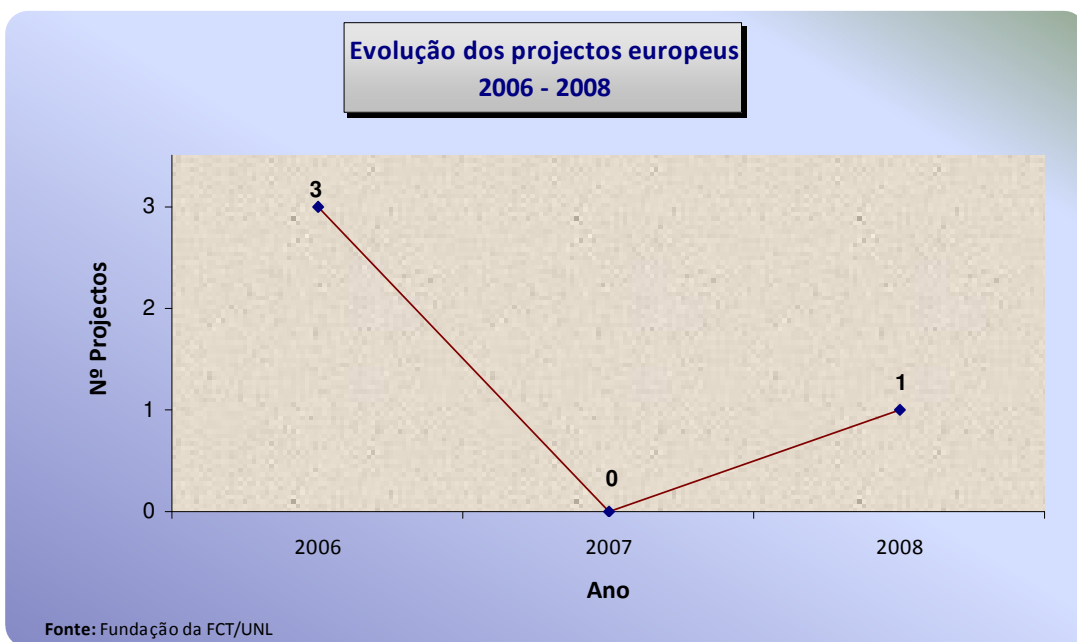 Evolução dos projectos europeus
2006 - 2008
Nº Projectos
3
2
1
0
3
0
1
2006
2007
2008
Ano
Fonte: Fundação da FCT/UNL